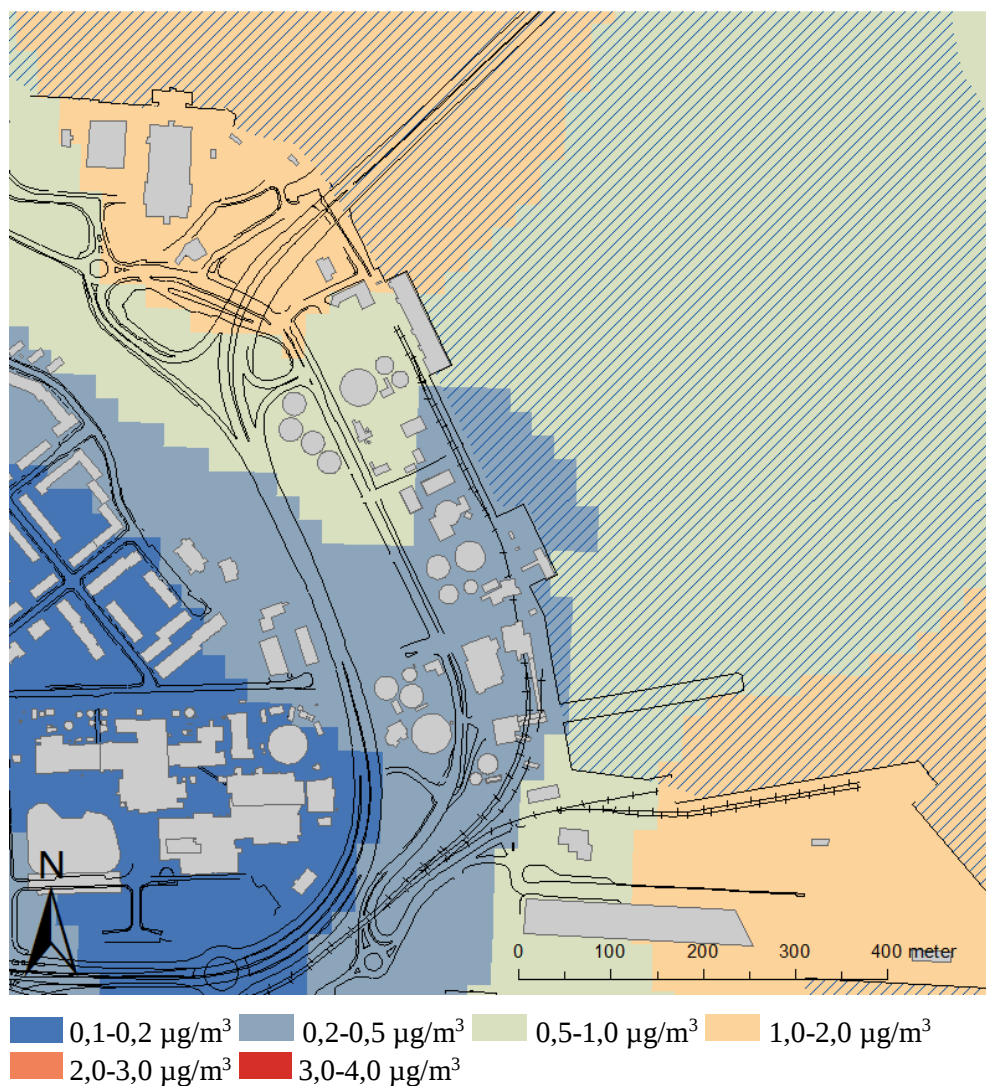 N
0 100 200 300 400 meter
0,1-0,2 µg/m³ 0,2-0,5 µg/m³ 0,5-1,0 µg/m³ 1,0-2,0 µg/m³
2,0-3,0 µg/m³ 3,0-4,0 µg/m³